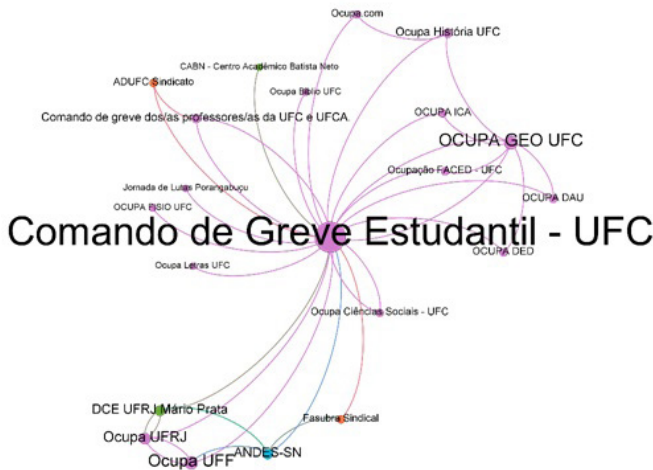 Ocupa.com
Ocupa História UFC
CABN - Centro Acadêmico Batista Neto
ADUFC Sindicato
Ocupa Biblio UFC
Comando de greve dos/as professores/as da UFC e UFCA
OCUPA ICA
OCUPA GEO UFC
Ocupação FACED - UFC
Jornada de Lutas Porangabuçu
OCUPA DAU
OCUPA FISIO UFC
Comando de Greve Estudantil - UFC
OCUPA DED
Ocupa Letras UFC
Ocupa Ciências Sociais - UFC
DCE UFRJ Mário Prata
Fasubra Sindical
Ocupa UFRJ
ANDES-SN
Ocupa UFF